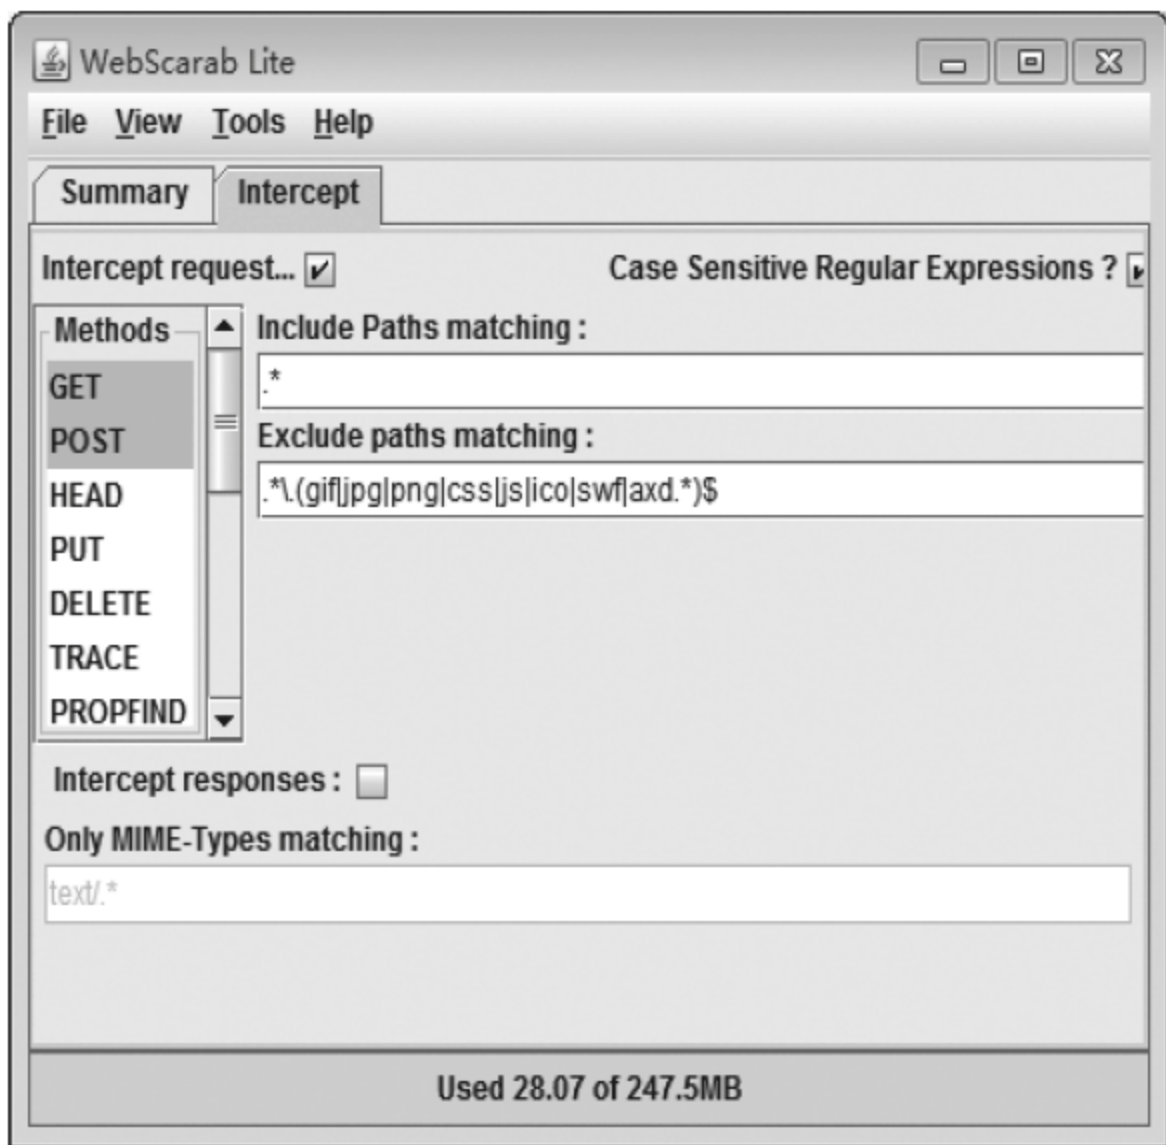 WebScarab Lite
File View Tools Help
Summary Intercept
Intercept request... Case Sensitive Regular Expressions ?
Methods
GET
POST
HEAD
PUT
DELETE
TRACE
PROPFIND
Include Paths matching :
.*
Exclude paths matching :
.*\.(gif|jpg|png|css|js|ico|swf|axd.*)$
Intercept responses :
Only MIME-Types matching :
text/.*
Used 28.07 of 247.5MB